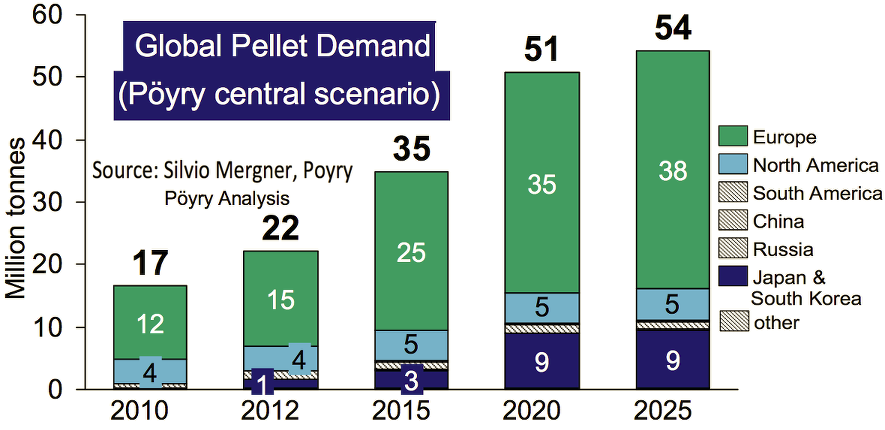 Global Pellet Demand
(Pöyry central scenario)
Source: Silvio Mergner, Poyry
Pöyry Analysis
Million tonnes
60
50
40
30
20
10
0
17
12
4
22
15
4
1
35
25
5
3
51
35
5
9
54
38
5
9
2010
2012
2015
2020
2025
Europe
North America
South America
China
Russia
Japan &
South Korea
other